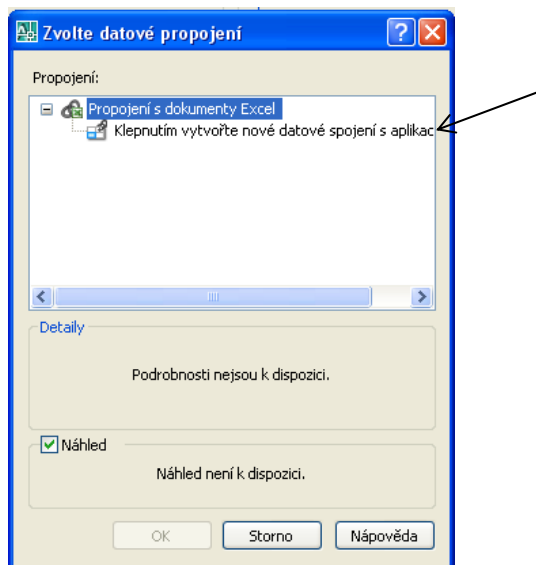 Zvolte datové propojení
Propojení:
Propojení s dokumenty Excel
Klepnutím vytvořte nové datové spojení s aplikac
Detaily
Podrobnosti nejsou k dispozici.
Náhled
Náhled není k dispozici.
OK Storno Nápověda